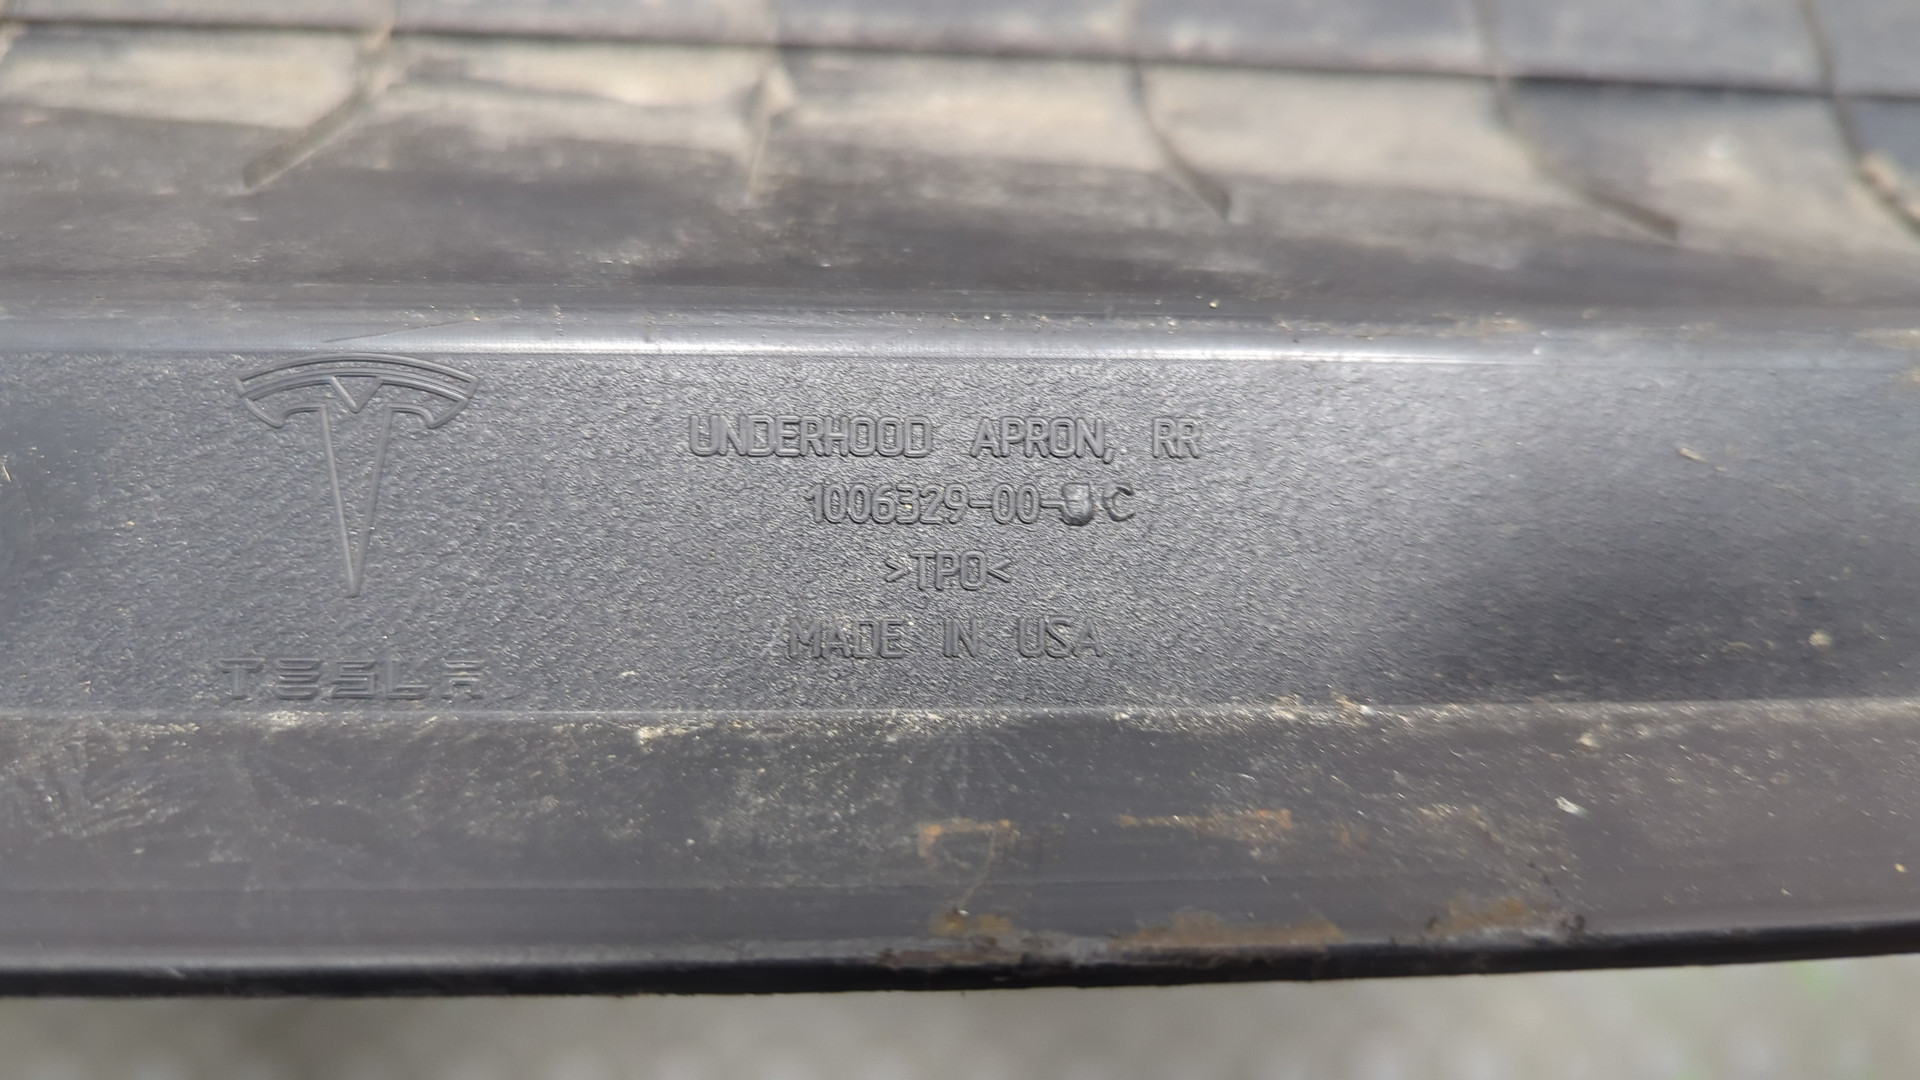 UNDERHOOD APRON, RR
1006329-00- C
>TPO<
MADE IN USA
TESLA